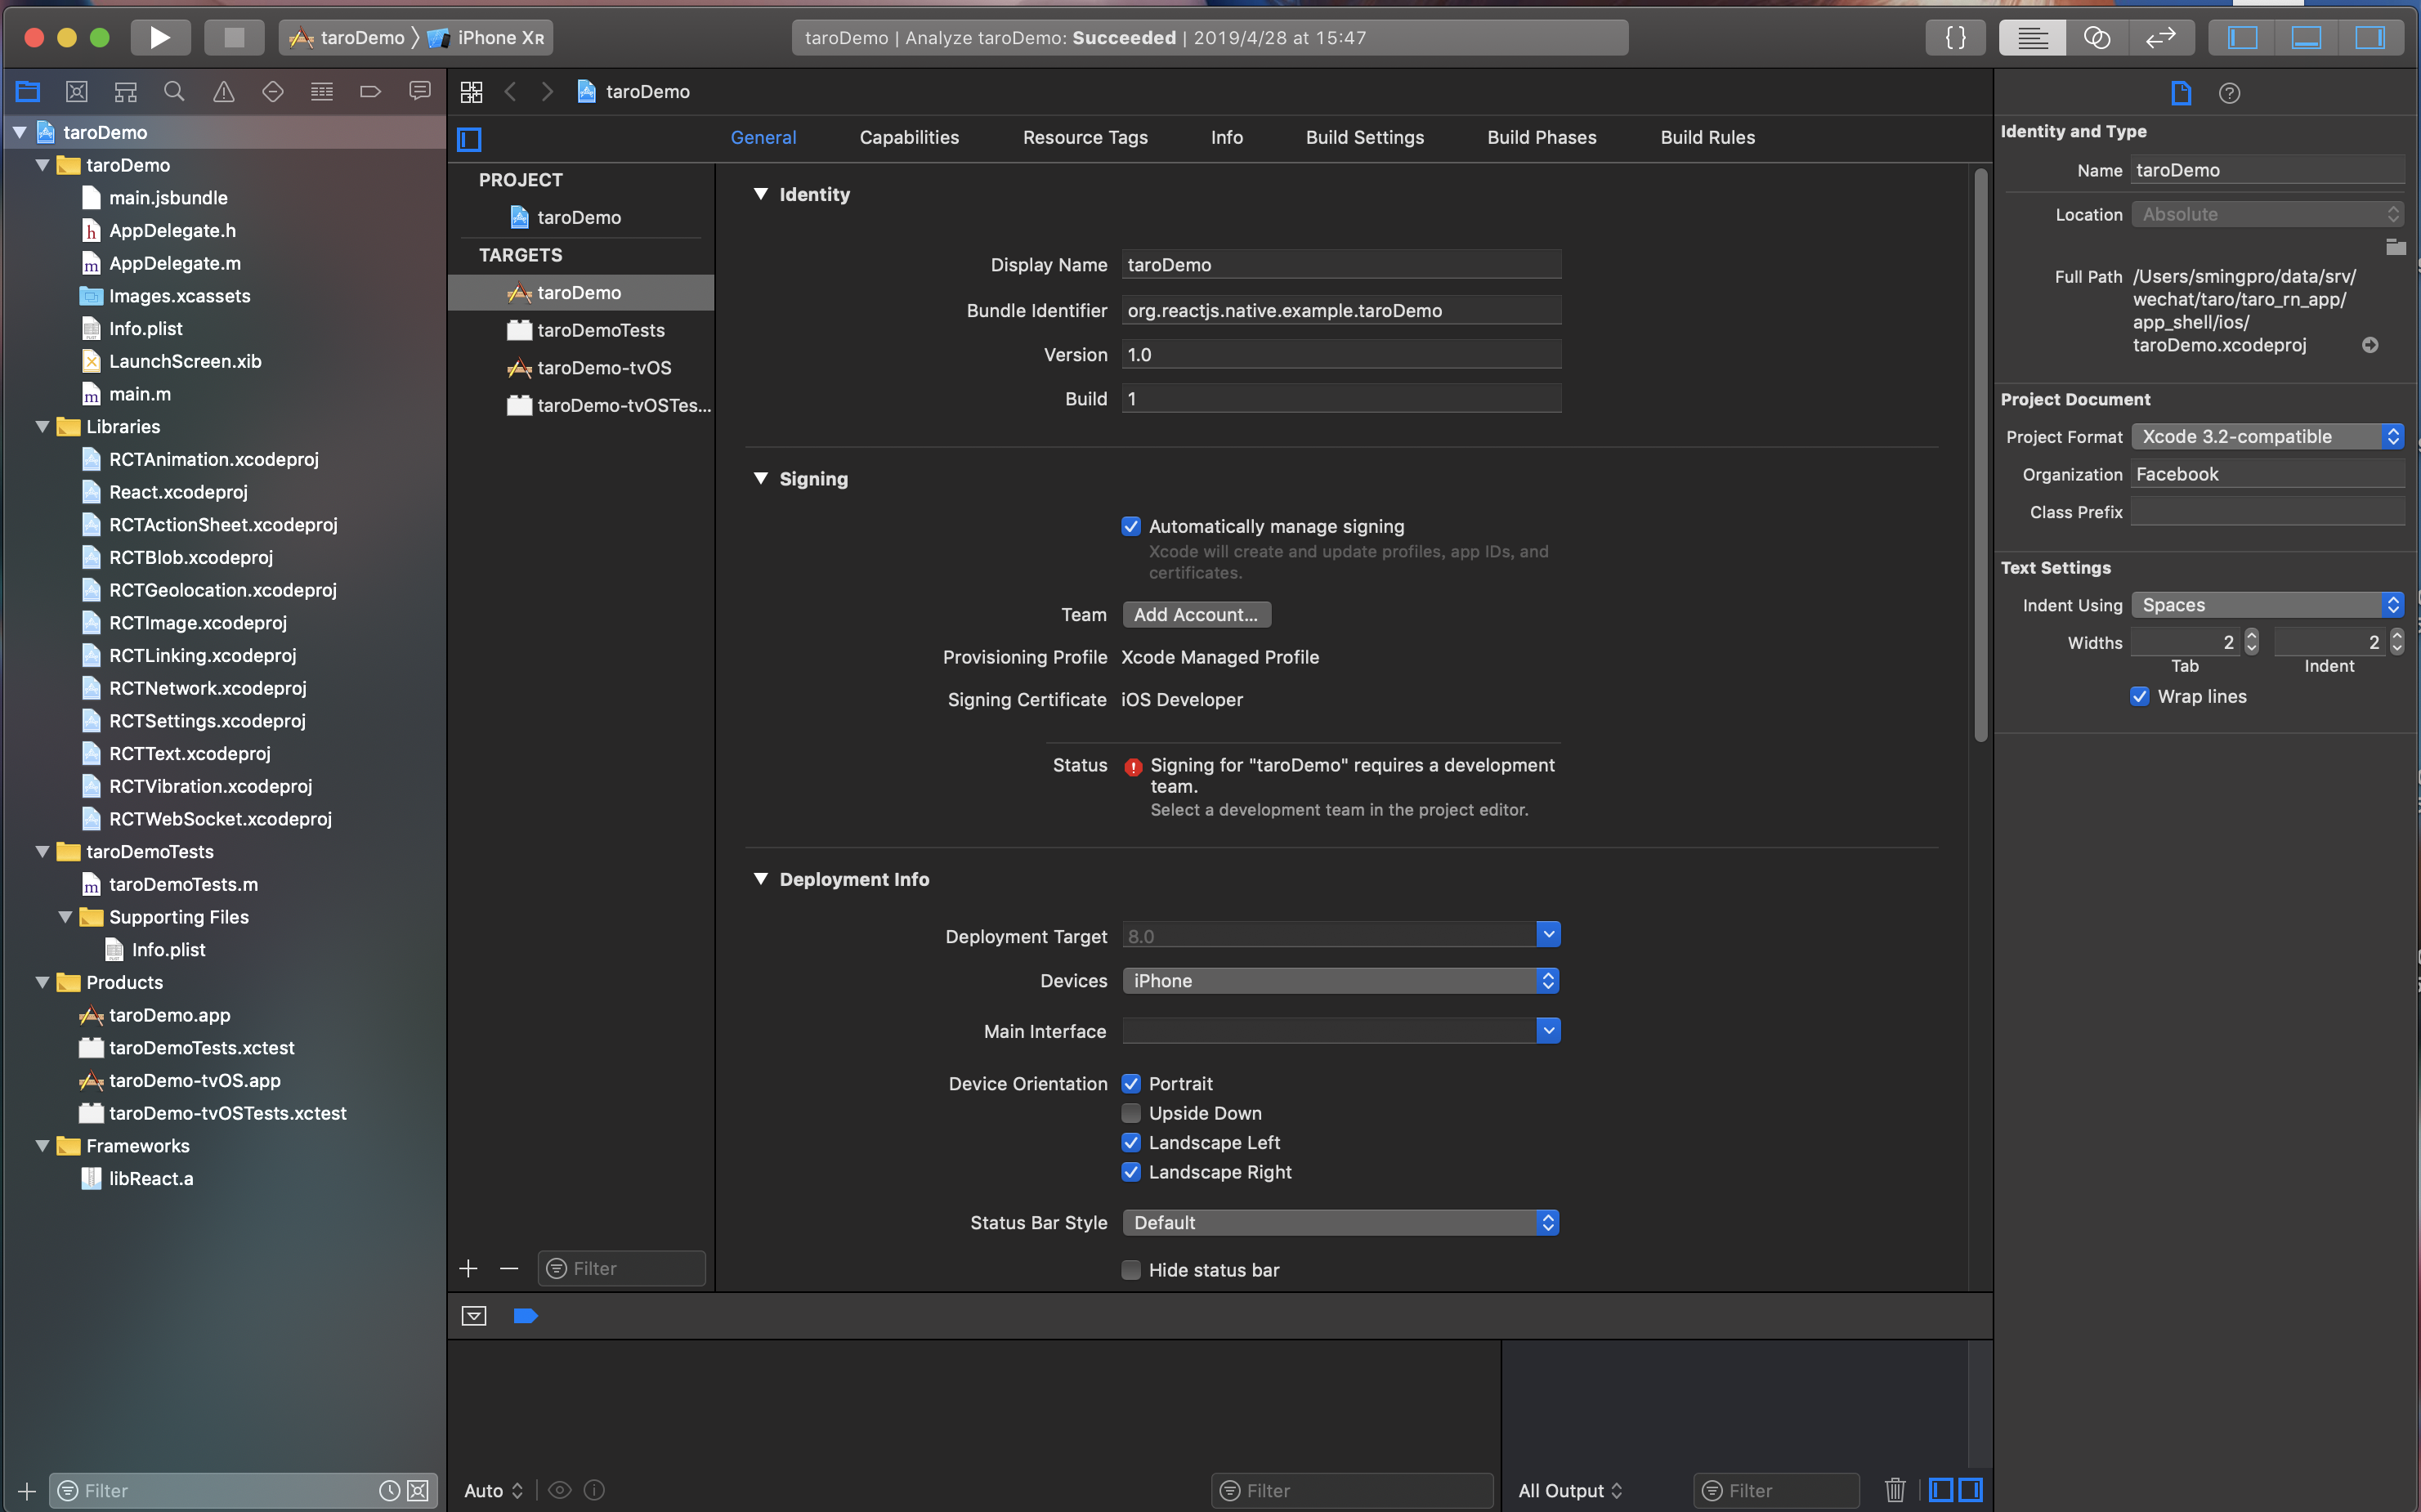 taroDemo 〉 iPhone XR
taroDemo | Analyze taroDemo: Succeeded | 2019/4/28 at 15:47
{}
taroDemo
taroDemo
main.jsbundle
AppDelegate.h
AppDelegate.m
Images.xcassets
Info.plist
LaunchScreen.xib
main.m
Libraries
RCTAnimation.xcodeproj
React.xcodeproj
RCTActionSheet.xcodeproj
RCTBlob.xcodeproj
RCTGeolocation.xcodeproj
RCTImage.xcodeproj
RCTLinking.xcodeproj
RCTNetwork.xcodeproj
RCTSettings.xcodeproj
RCTText.xcodeproj
RCTVibration.xcodeproj
RCTWebSocket.xcodeproj
taroDemoTests
taroDemoTests.m
Supporting Files
Info.plist
Products
taroDemo.app
taroDemoTests.xctest
taroDemo-tvOS.app
taroDemo-tvOSTests.xctest
Frameworks
libReact.a
Filter
taroDemo
General Capabilities Resource Tags Info Build Settings Build Phases Build Rules
PROJECT
taroDemo
TARGETS
taroDemo
taroDemoTests
taroDemo-tvOS
taroDemo-tvOSTes...
Filter
Identity
Display Name taroDemo
Bundle Identifier org.reactjs.native.example.taroDemo
Version 1.0
Build 1
Signing
Automatically manage signing
Xcode will create and update profiles, app IDs, and
certificates.
Team Add Account...
Provisioning Profile Xcode Managed Profile
Signing Certificate iOS Developer
Status Signing for "taroDemo" requires a development
team.
Select a development team in the project editor.
Deployment Info
Deployment Target 8.0
Devices iPhone
Main Interface
Device Orientation Portrait
Upside Down
Landscape Left
Landscape Right
Status Bar Style Default
Hide status bar
Auto
Filter
All Output
Filter
Identity and Type
Name taroDemo
Location Absolute
Full Path /Users/smingpro/data/srv/
wechat/taro/taro_rn_app/
app_shell/ios/
taroDemo.xcodeproj
Project Document
Project Format Xcode 3.2-compatible
Organization Facebook
Class Prefix
Text Settings
Indent Using Spaces
Widths 2 2
Tab Indent
Wrap lines